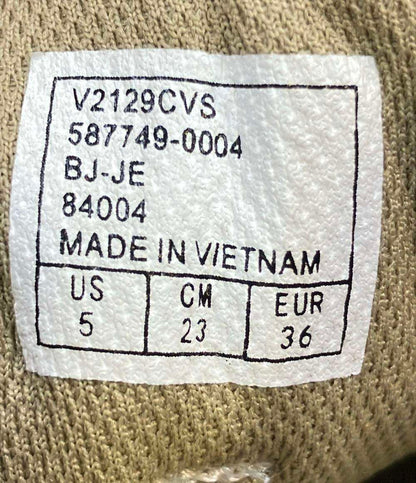 V2129CVS
587749-0004
BJ-JE
84004
MADE IN VIETNAM
US CM EUR
5 23 36